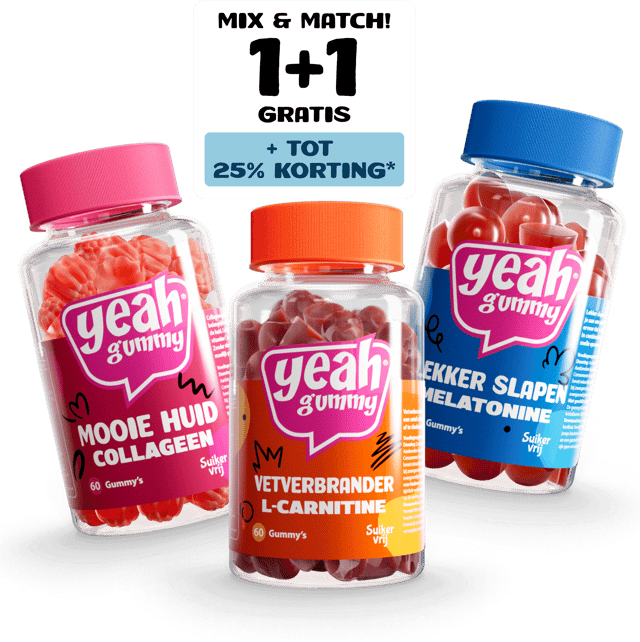 MIX & MATCH!
1+1
GRATIS
+ TOT
25% KORTING*
yeah
gummy
MOOIE HUID
COLLAGEEN
60 Gummy's
Suiker
vrij
yeah
gummy
VETVERBRANDER
L-CARNITINE
60 Gummy's
Suiker
vrij
yeah
gummy
EKKER SLAPEN
MELATONINE
Gummy's
Suiker
vrij